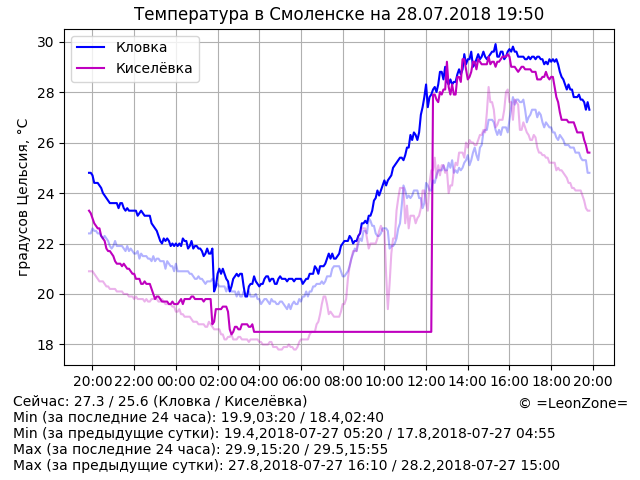 Температура в Смоленске на 28.07.2018 19:50
Кловка
Киселёвка
градусов Цельсия, °C
30
28
26
24
22
20
18
20:00 22:00 00:00 02:00 04:00 06:00 08:00 10:00 12:00 14:00 16:00 18:00 20:00
Сейчас: 27.3 / 25.6 (Кловка / Киселёвка)
© =LeonZone=
Min (за последние 24 часа): 19.9,03:20 / 18.4,02:40
Min (за предыдущие сутки): 19.4,2018-07-27 05:20 / 17.8,2018-07-27 04:55
Max (за последние 24 часа): 29.9,15:20 / 29.5,15:55
Max (за предыдущие сутки): 27.8,2018-07-27 16:10 / 28.2,2018-07-27 15:00